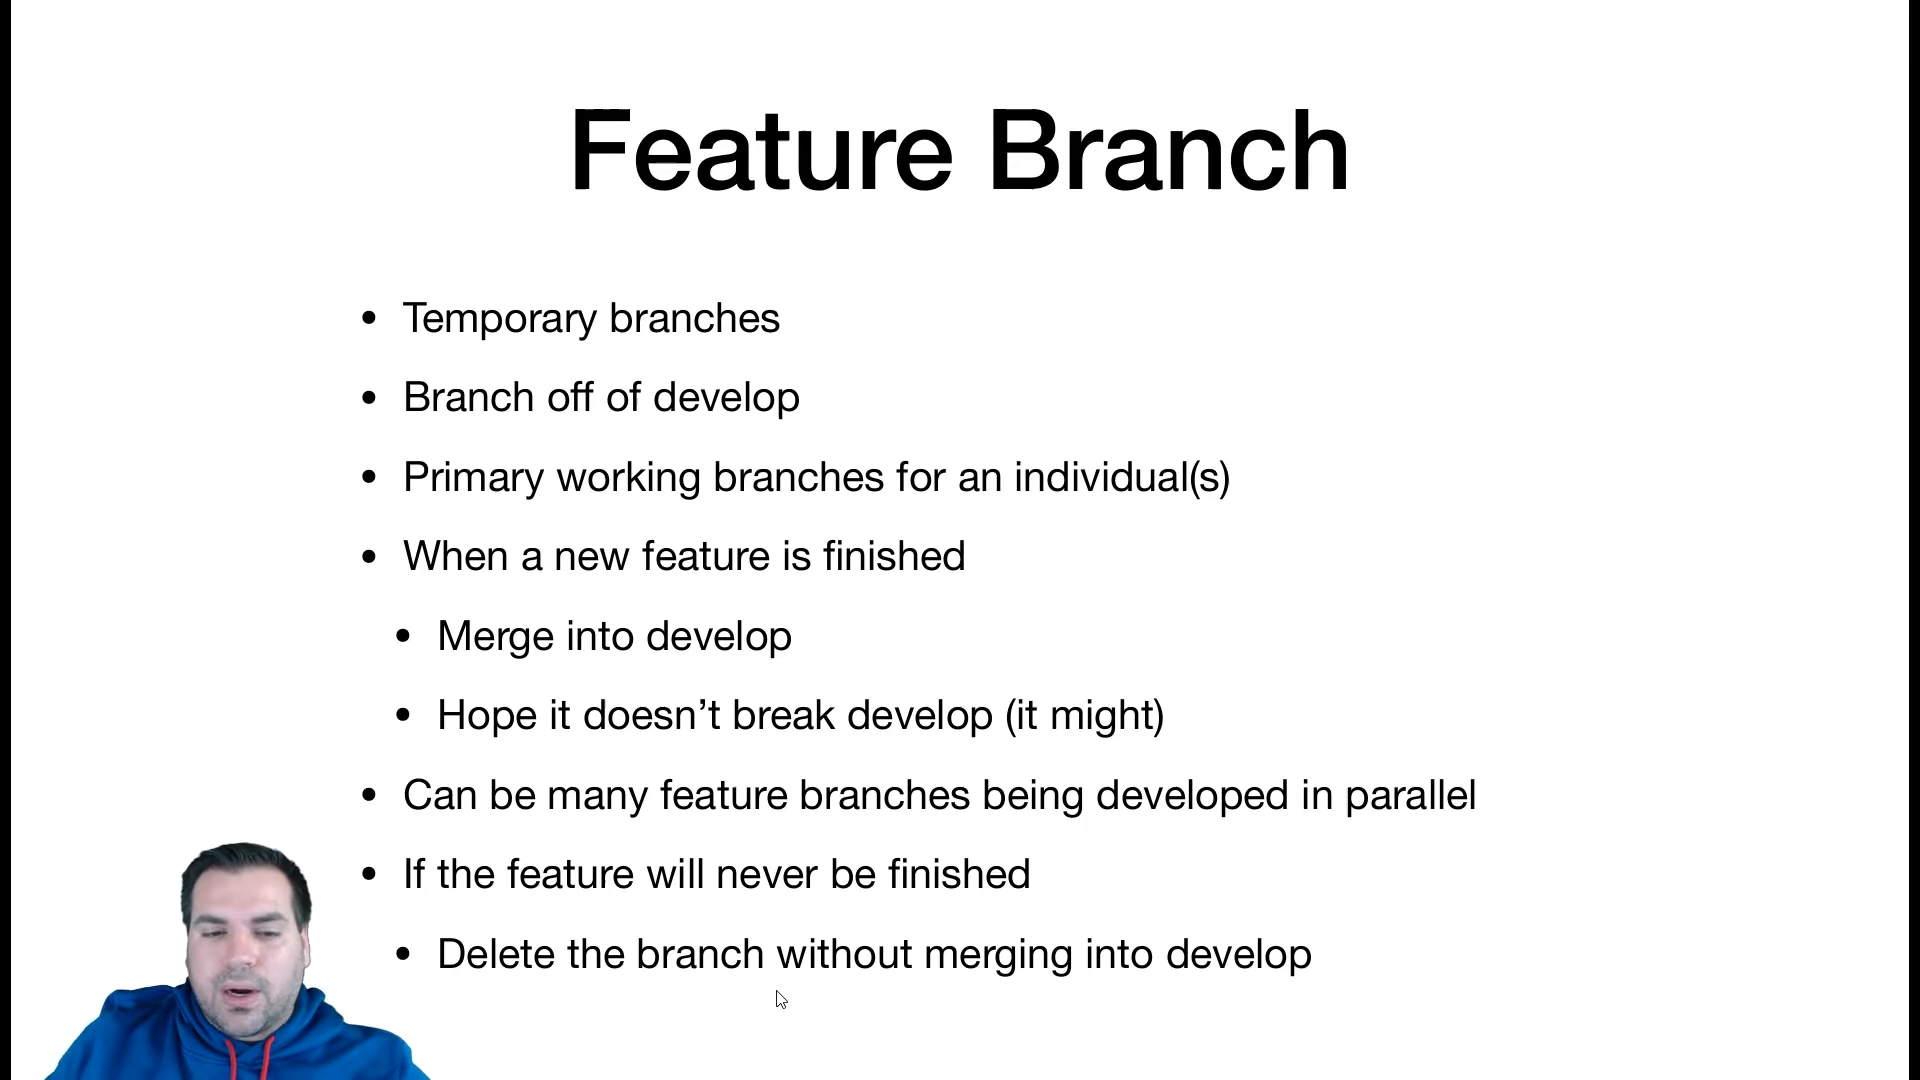 Feature Branch
• Temporary branches
• Branch off of develop
• Primary working branches for an individual(s)
• When a new feature is finished
• Merge into develop
• Hope it doesn’t break develop (it might)
• Can be many feature branches being developed in parallel
• If the feature will never be finished
• Delete the branch without merging into develop